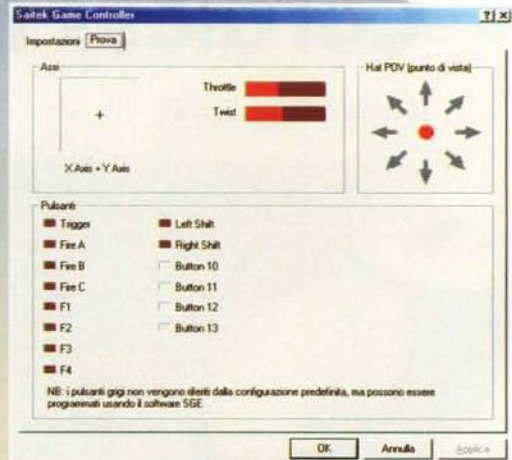 Saitek Game Controller
? ×
Impostazioni Prova
Assi
Throttle
Twist
X Axis + Y Axis
Hat POV (punto di vista)
Pulsanti
Trigger
Fire A
Fire B
Fire C
F1
F2
F3
F4
Left Shift
Right Shift
Button 10
Button 11
Button 12
Button 13
NB: i pulsanti grigi non vengono riferiti dalla configurazione predefinita, ma possono essere
programmati usando il software SGE
OK Annulla Applica